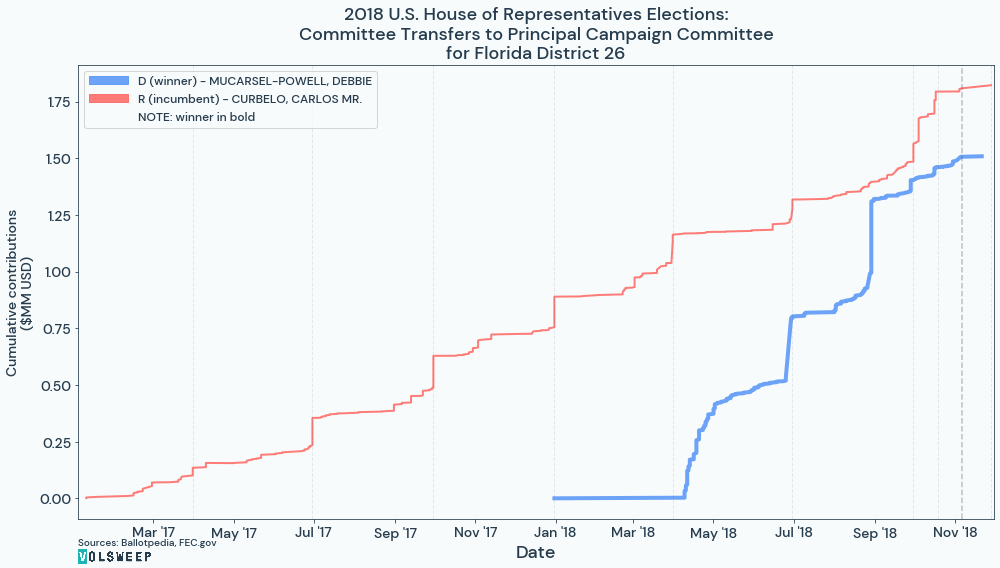 2018 U.S. House of Representatives Elections:
Committee Transfers to Principal Campaign Committee
for Florida District 26
D (winner) - MUCARSEL-POWELL, DEBBIE
R (incumbent) - CURBELO, CARLOS MR.
NOTE: winner in bold
Cumulative contributions
($MM USD)
1.75
1.50
1.25
1.00
0.75
0.50
0.25
0.00
Mar '17
May '17
Jul '17
Sep '17
Nov '17
Jan '18
Mar '18
May '18
Jul '18
Sep '18
Nov '18
Date
Sources: Ballotpedia, FEC.gov
VOLSWEEP